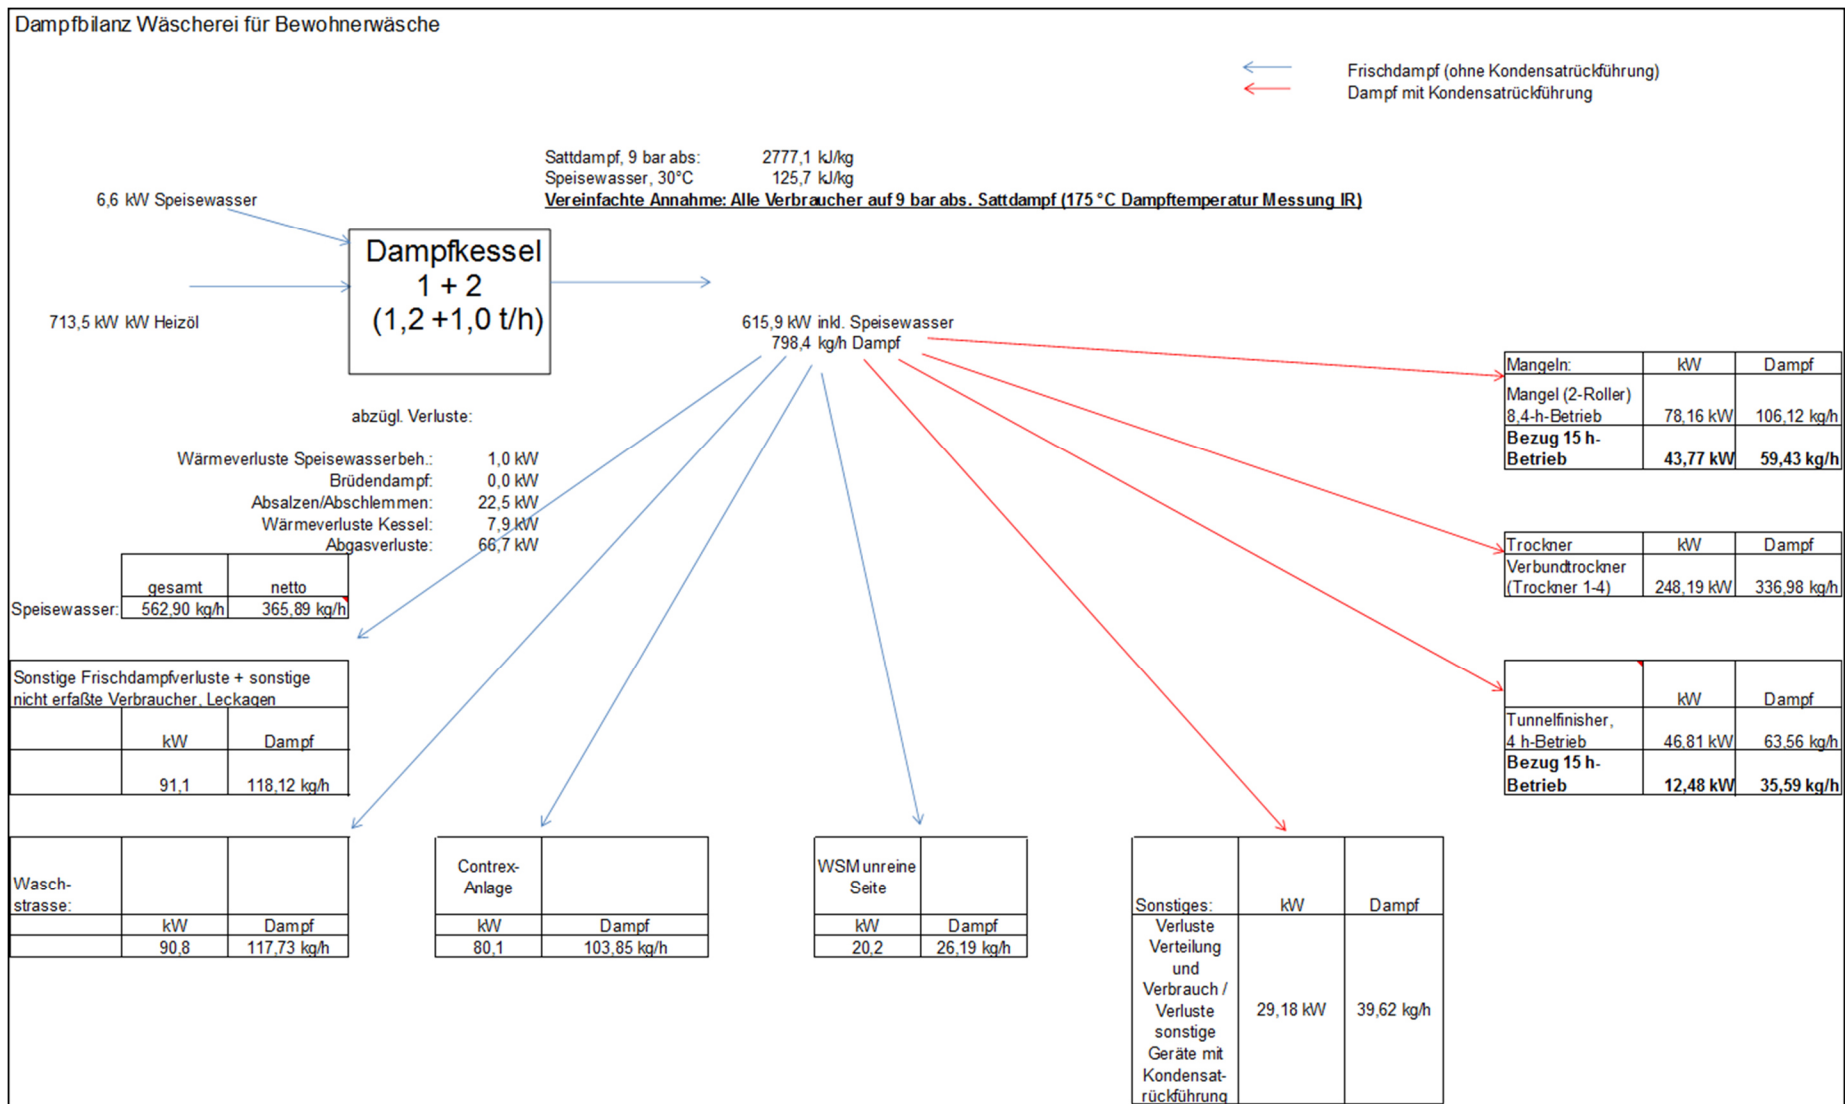 Dampfbilanz Wäscherei für Bewohnerwäsche
Frischdampf (ohne Kondensatrückführung)
Dampf mit Kondensatrückführung
Sattdampf, 9 bar abs: 2777,1 kJ/kg
Speisewasser, 30°C 125,7 kJ/kg
Vereinfachte Annahme: Alle Verbraucher auf 9 bar abs. Sattdampf (175 °C Dampftemperatur Messung IR)
6,6 kW Speisewasser
Dampfkessel
1 + 2
(1,2 +1,0 t/h)
713,5 kW kW Heizöl
615,9 kW inkl. Speisewasser
798,4 kg/h Dampf
abzügl. Verluste:
Wärmeverluste Speisewasserbeh.: 1,0 kW
Brüdendampf: 0,0 kW
Absalzen/Abschlemmen: 22,5 kW
Wärmeverluste Kessel: 7,9 kW
Abgasverluste: 66,7 kW
gesamt netto
Speisewasser: 562,90 kg/h 365,89 kg/h
Mangeln: kW Dampf
Mangel (2-Roller)
8,4-h-Betrieb 78,16 kW 106,12 kg/h
Bezug 15 h-
Betrieb 43,77 kW 59,43 kg/h
Trockner kW Dampf
Verbundtrockner
(Trockner 1-4) 248,19 kW 336,98 kg/h
kW Dampf
Tunnelfinisher,
4 h-Betrieb 46,81 kW 63,56 kg/h
Bezug 15 h-
Betrieb 12,48 kW 35,59 kg/h
Sonstige Frischdampfverluste + sonstige
nicht erfaßte Verbraucher, Leckagen
kW Dampf
91,1 118,12 kg/h
Wasch-
strasse:
kW Dampf
90,8 117,73 kg/h
Contrex-
Anlage
kW Dampf
80,1 103,85 kg/h
WSM unreine
Seite
kW Dampf
20,2 26,19 kg/h
Sonstiges: kW Dampf
Verluste
Verteilung
und
Verbrauch /
Verluste
sonstige
Geräte mit
Kondensat-
rückführung
29,18 kW 39,62 kg/h